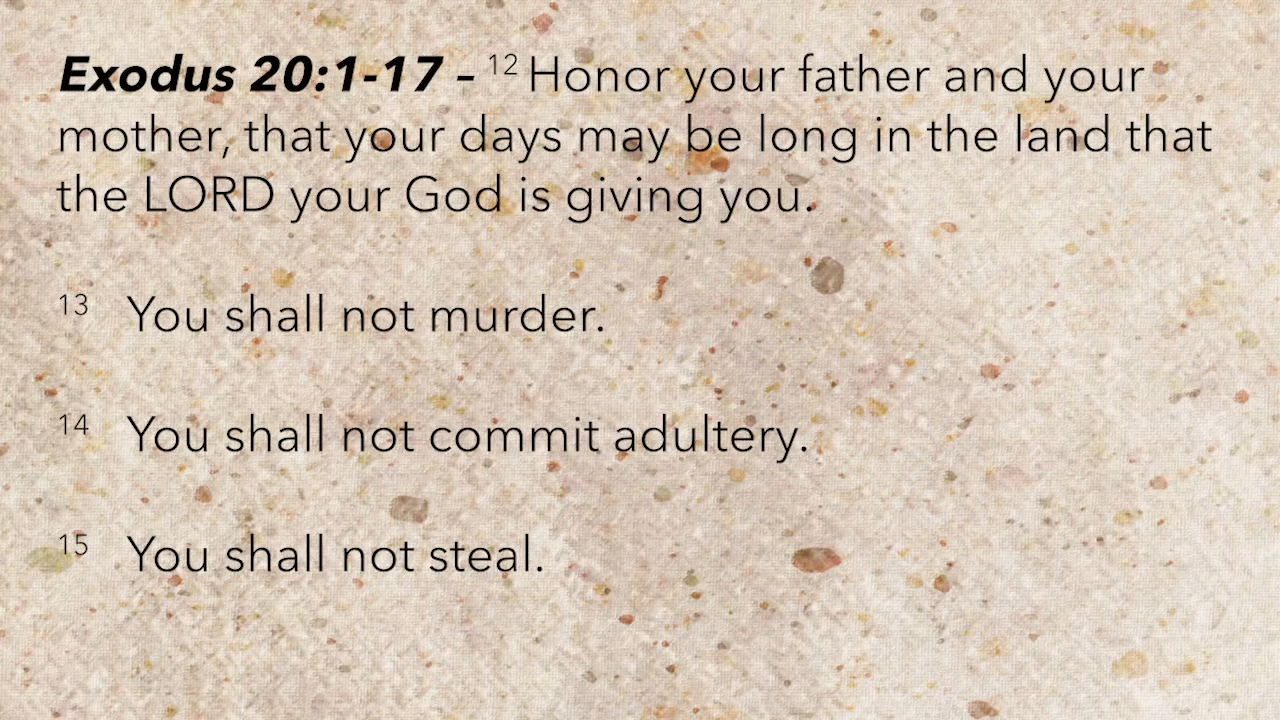 Exodus 20:1-17 – 12 Honor your father and your
mother, that your days may be long in the land that
the LORD your God is giving you.
13 You shall not murder.
14 You shall not commit adultery.
15 You shall not steal.